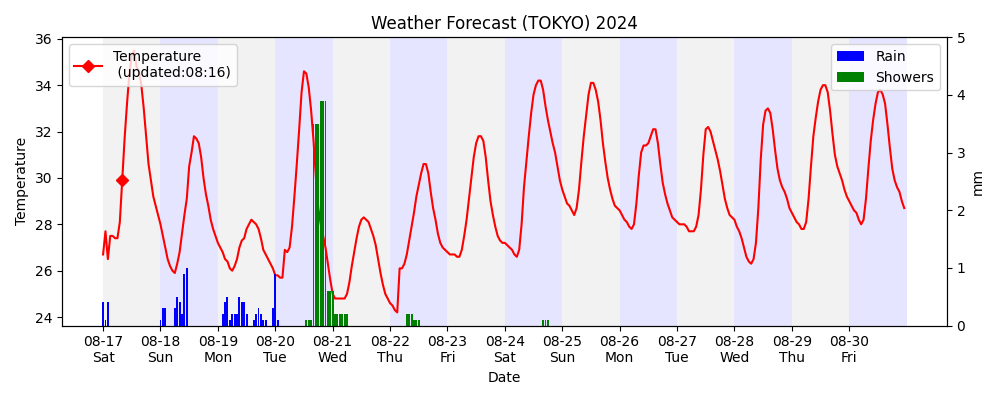 Weather Forecast (TOKYO) 2024
Temperature
(updated:08:16)
Rain
Showers
Temperature
36
34
32
30
28
26
24
5
4
3
2
1
0
mm
08-17 08-18 08-19 08-20 08-21 08-22 08-23 08-24 08-25 08-26 08-27 08-28 08-29 08-30
Sat Sun Mon Tue Wed Thu Fri Sat Sun Mon Tue Wed Thu Fri
Date